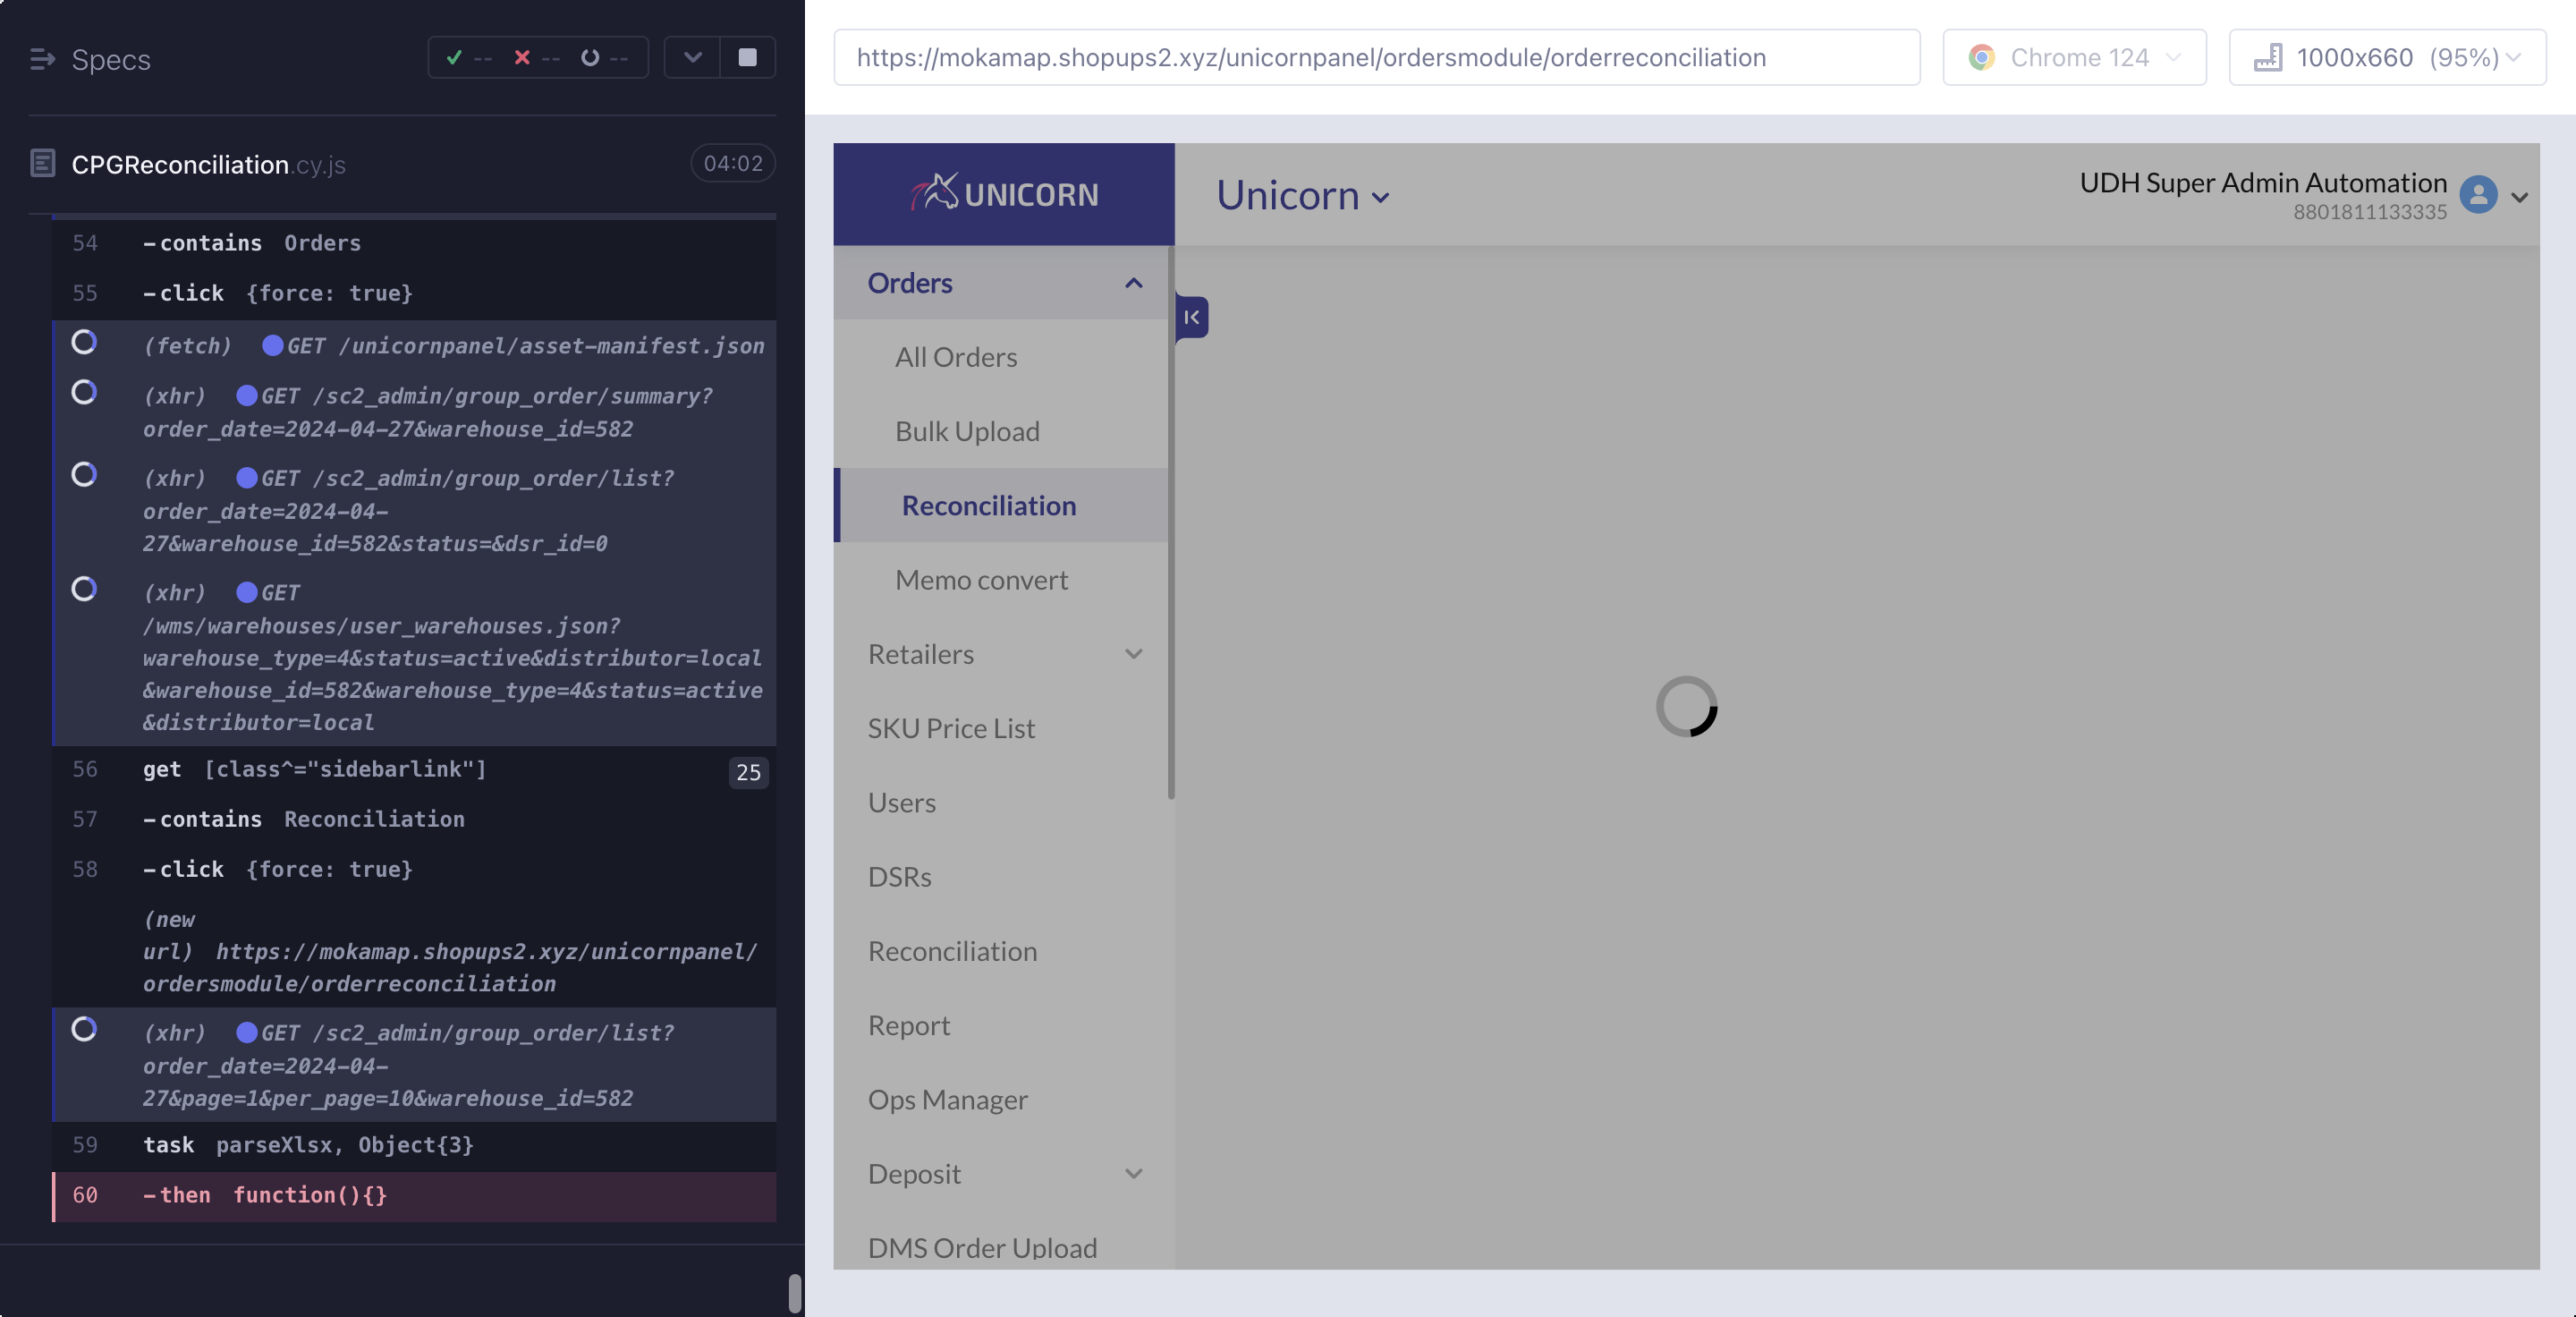 Specs
-- -- --
CPGReconciliation.cy.js 04:02
54 -contains Orders
55 -click {force: true}
(fetch) GET /unicornpanel/asset-manifest.json
(xhr) GET /sc2_admin/group_order/summary?
order_date=2024-04-27&warehouse_id=582
(xhr) GET /sc2_admin/group_order/list?
order_date=2024-04-
27&warehouse_id=582&status=&dsr_id=0
(xhr) GET
/wms/warehouses/user_warehouses.json?
warehouse_type=4&status=active&distributor=local
&warehouse_id=582&warehouse_type=4&status=active
&distributor=local
56 get [class^="sidebarlink"] 25
57 -contains Reconciliation
58 -click {force: true}
(new
url) https://mokamap.shopups2.xyz/unicornpanel/
ordersmodule/orderreconciliation
(xhr) GET /sc2_admin/group_order/list?
order_date=2024-04-
27&page=1&per_page=10&warehouse_id=582
59 task parseXlsx, Object{3}
60 -then function(){}
https://mokamap.shopups2.xyz/unicornpanel/ordersmodule/orderreconciliation
Chrome 124
1000x660 (95%)
UNICORN
Unicorn
UDH Super Admin Automation
8801811133335
Orders
All Orders
Bulk Upload
Reconciliation
Memo convert
Retailers
SKU Price List
Users
DSRs
Reconciliation
Report
Ops Manager
Deposit
DMS Order Upload